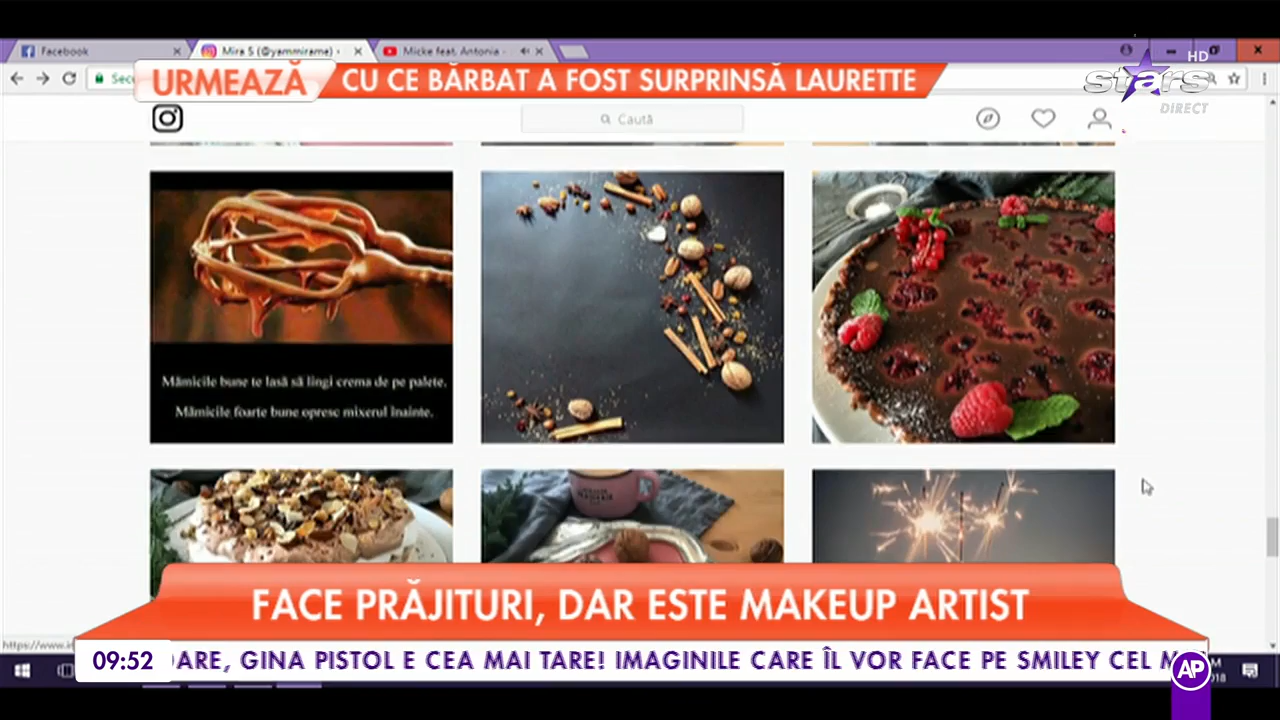 Facebook
Mira S (@yammirame) •
Micke feat. Antonia -
URMEAZĂ
CU CE BĂRBAT A FOST SURPRINSĂ LAURETTE
HD
stars
DIRECT
Caută
Mămicile bune te lasă să lingi crema de pe palete.
Mămicile foarte bune opresc mixerul înainte.
FACE PRĂJITURI, DAR ESTE MAKEUP ARTIST
09:52
OARE, GINA PISTOL E CEA MAI TARE! IMAGINILE CARE ÎL VOR FACE PE SMILEY CEL M
AP